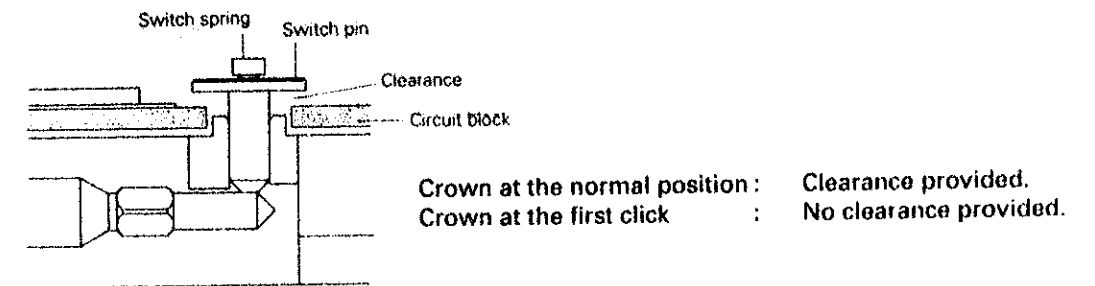 Switch spring
Switch pin
Clearance
Circuit block
Crown at the normal position : Clearance provided.
Crown at the first click : No clearance provided.